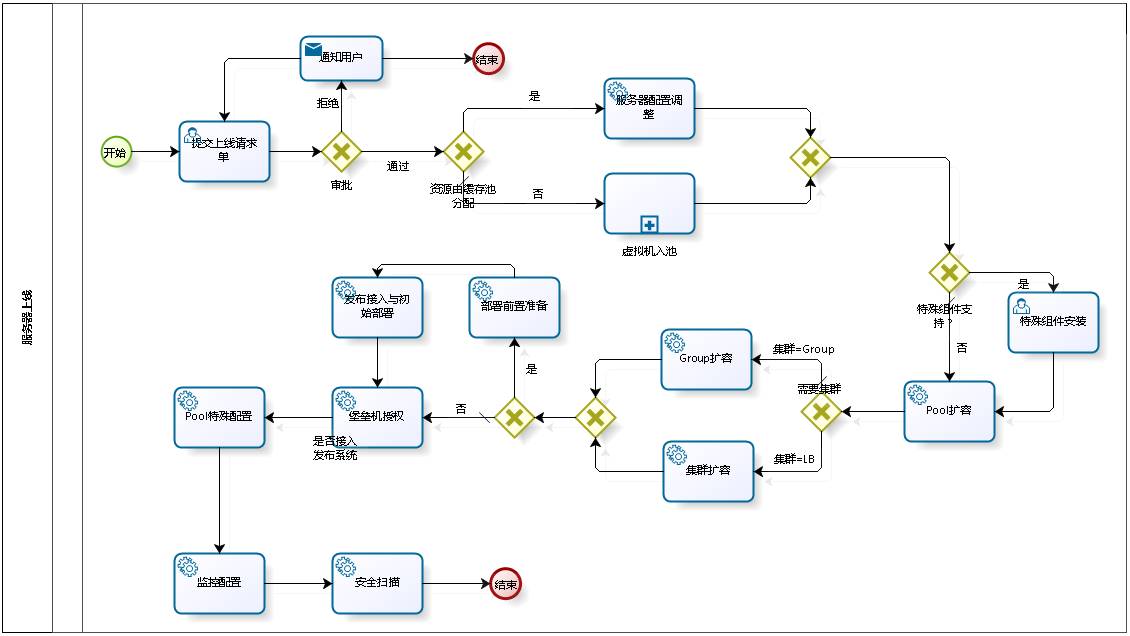 服务器上线
通知用户
结束
拒绝
开始
提交上线请求
单
审批
通过
资源由缓存池
分配
是
服务器配置调
整
否
虚拟机入池
特殊组件支
持？
是
特殊组件安装
否
发布接入与初
始部署
部署前置准备
是
Group扩容
集群=Group
需要集群
Pool扩容
集群=LB
集群扩容
否
堡垒机授权
是否接入
发布系统
Pool特殊配置
监控配置
安全扫描
结束